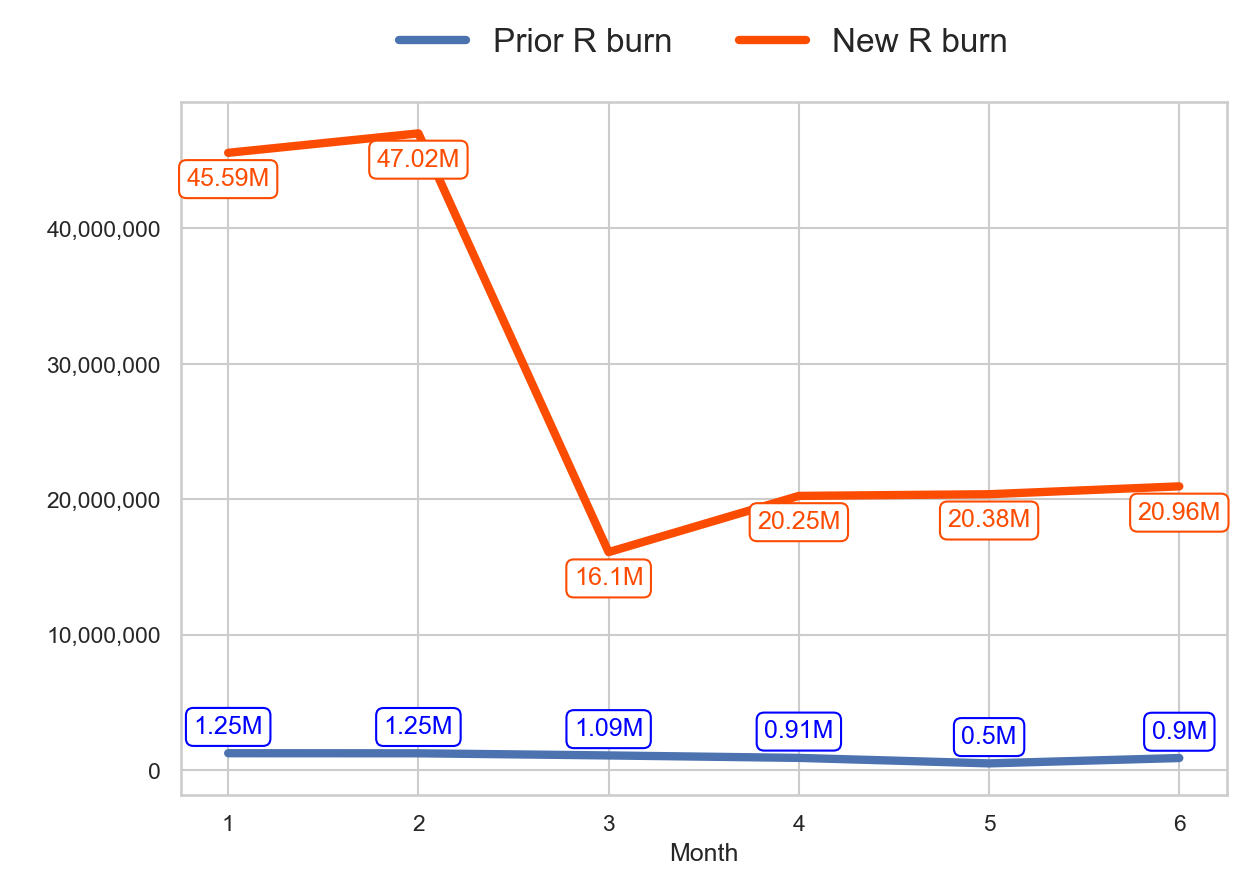 Prior R burn New R burn
45.59M
47.02M
40,000,000
30,000,000
20,000,000
20.25M
20.38M
20.96M
16.1M
10,000,000
1.25M
1.25M
1.09M
0.91M
0.5M
0.9M
0
1 2 3 4 5 6
Month